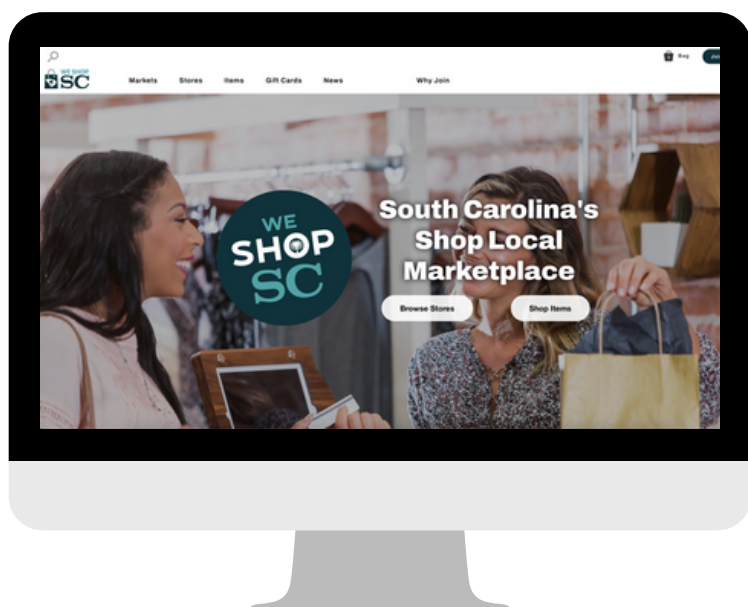 WE SHOP
SC
Bag
Markets Stores Items Gift Cards News Why Join
WE
SHOP
SC
South Carolina's
Shop Local
Marketplace
Browse Stores Shop Items